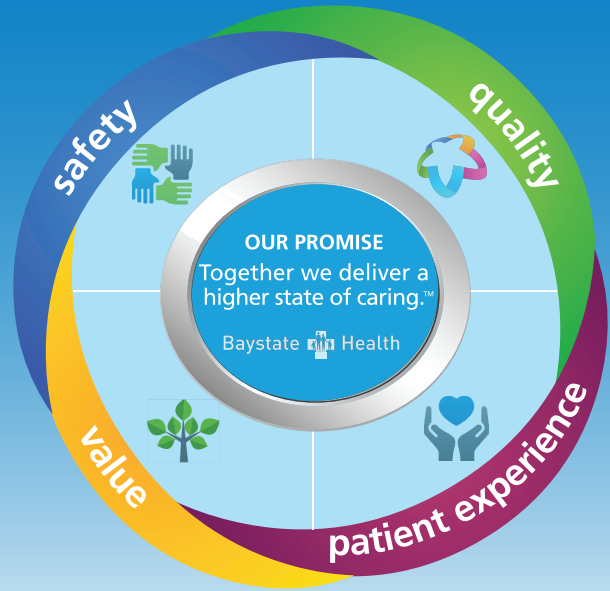 safety
quality
OUR PROMISE
Together we deliver a
higher state of caring.™
Baystate Health
value
patient experience